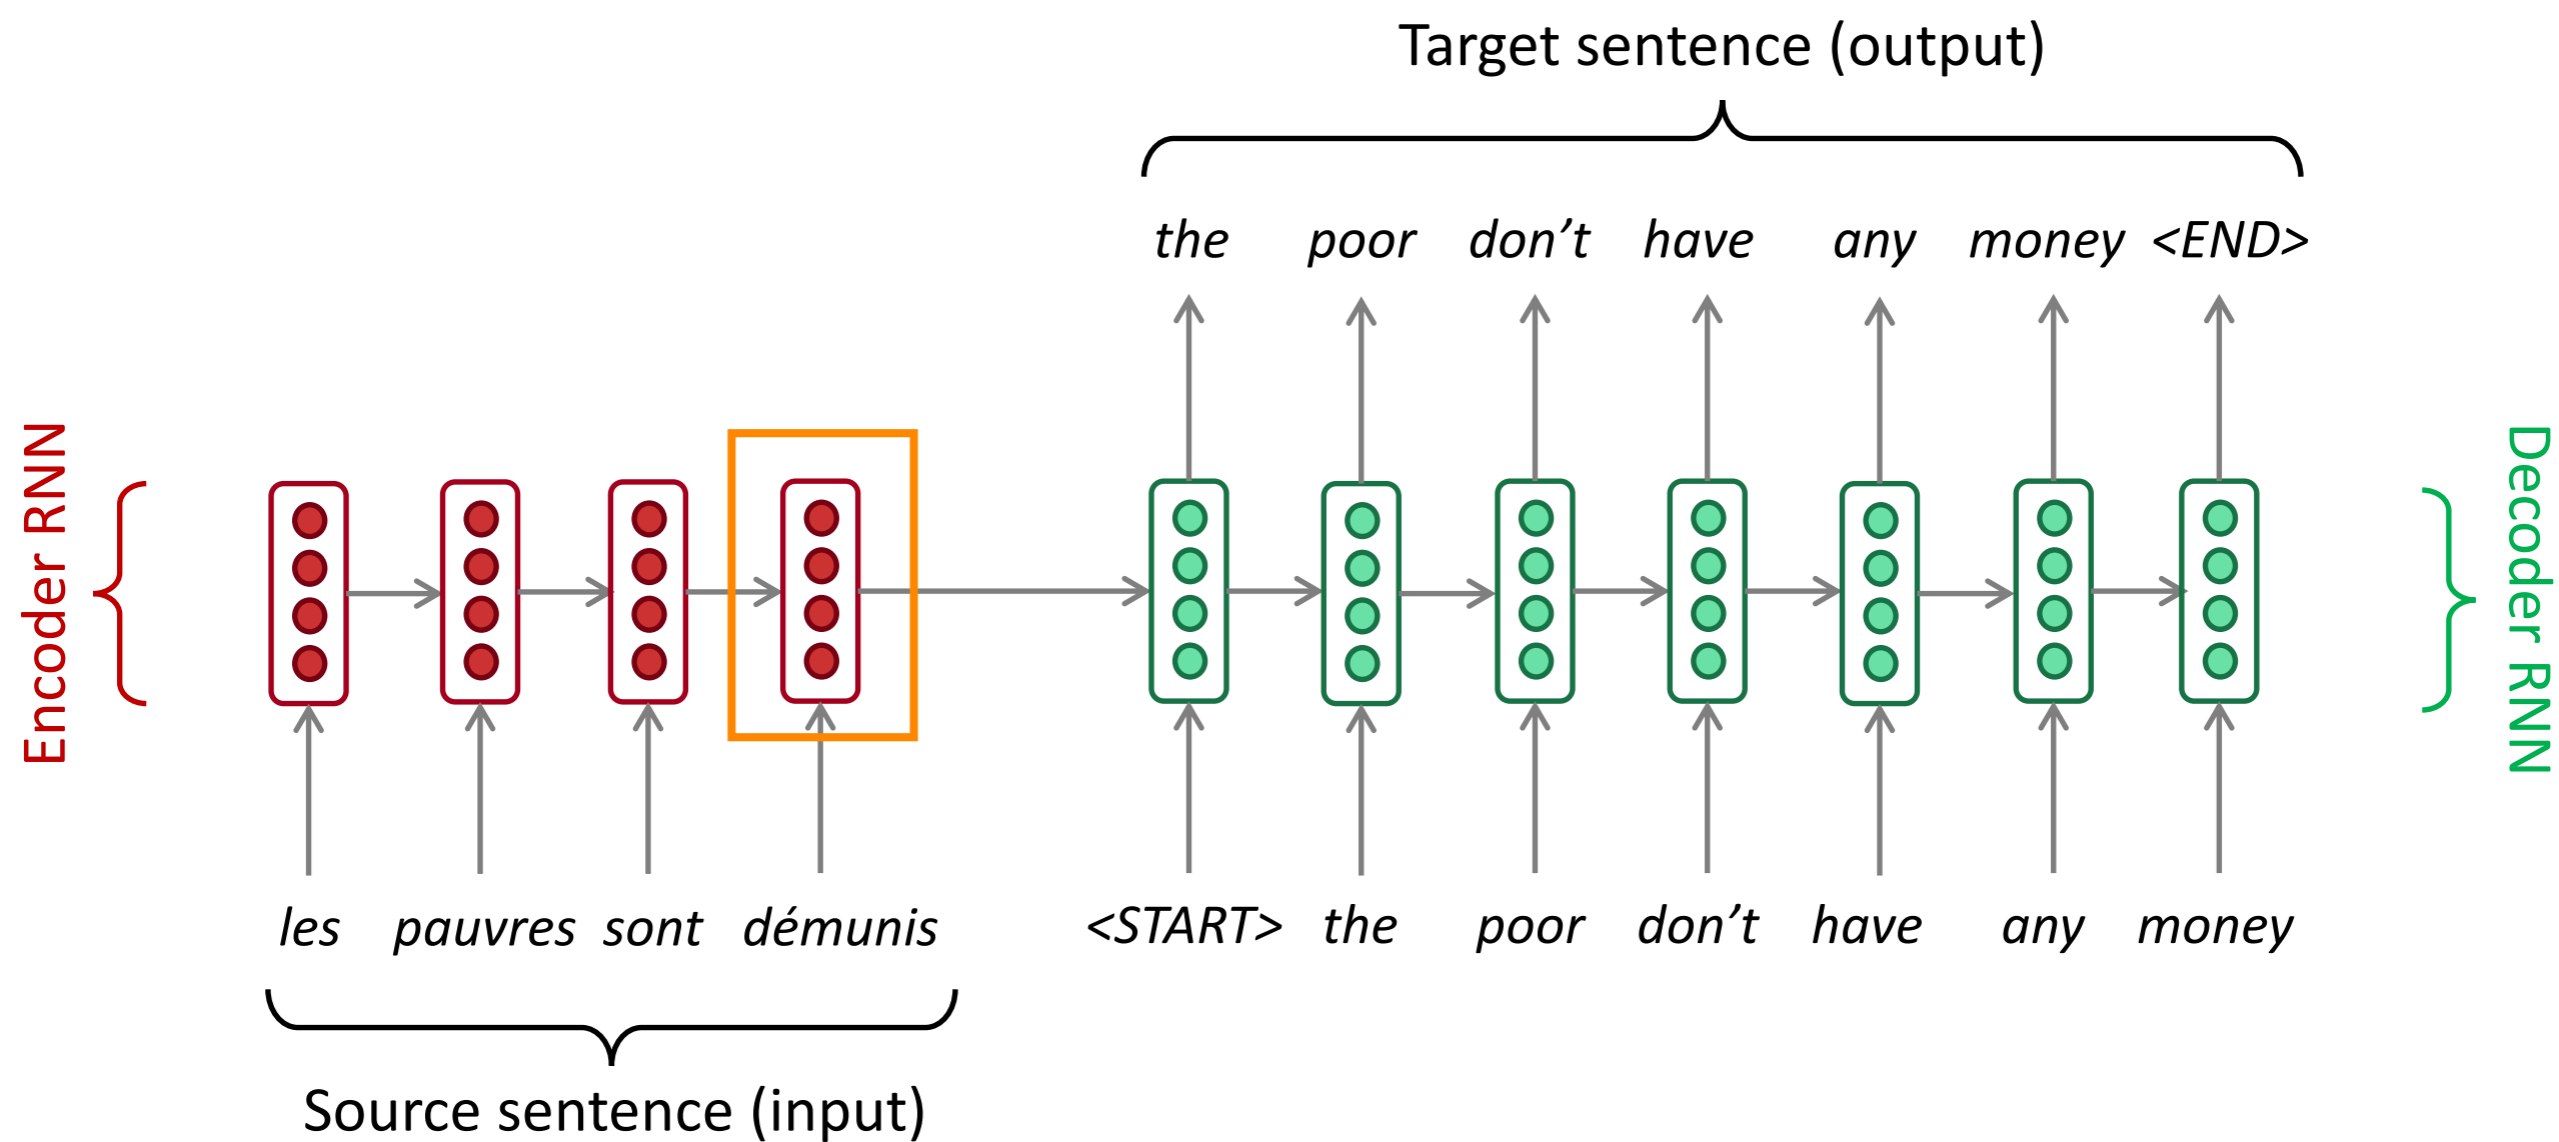 Target sentence (output)
the poor don’t have any money <END>
Encoder RNN
Decoder RNN
les pauvres sont démunis <START> the poor don’t have any money
Source sentence (input)